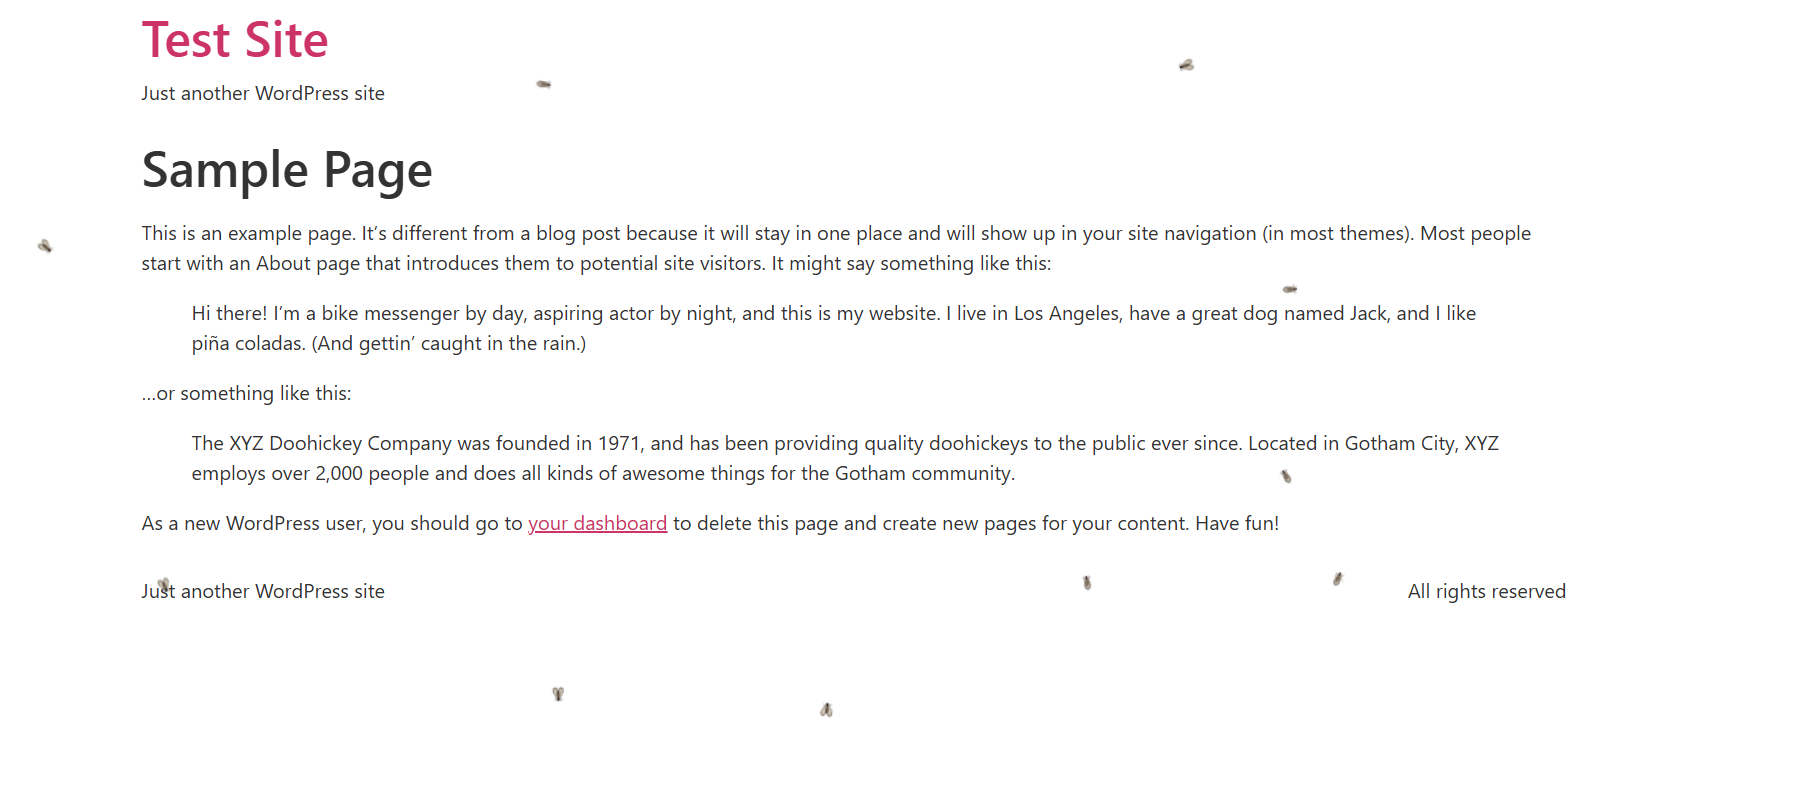 Test Site
Just another WordPress site
Sample Page
This is an example page. It’s different from a blog post because it will stay in one place and will show up in your site navigation (in most themes). Most people
start with an About page that introduces them to potential site visitors. It might say something like this:
Hi there! I’m a bike messenger by day, aspiring actor by night, and this is my website. I live in Los Angeles, have a great dog named Jack, and I like
piña coladas. (And gettin’ caught in the rain.)
…or something like this:
The XYZ Doohickey Company was founded in 1971, and has been providing quality doohickeys to the public ever since. Located in Gotham City, XYZ
employs over 2,000 people and does all kinds of awesome things for the Gotham community.
As a new WordPress user, you should go to your dashboard to delete this page and create new pages for your content. Have fun!
Just another WordPress site
All rights reserved